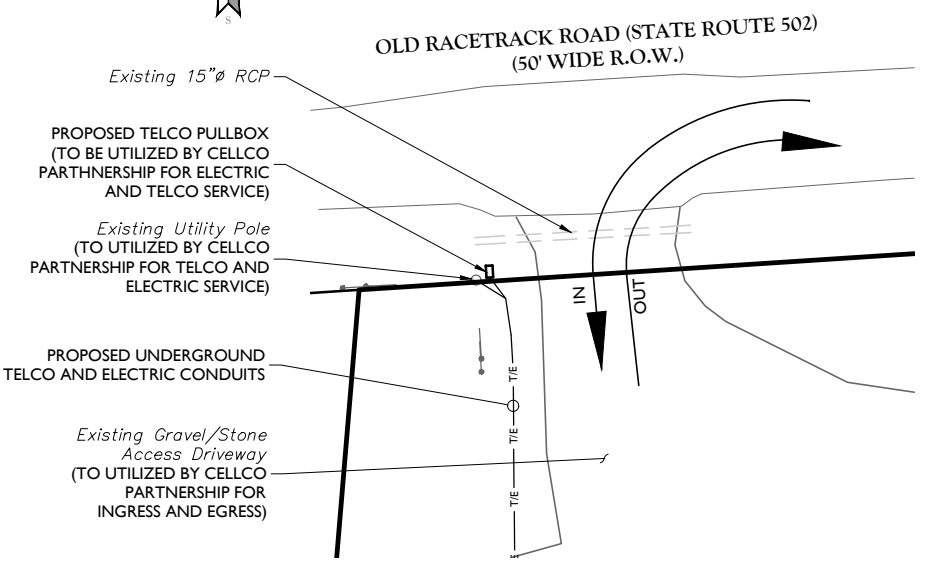 S
OLD RACETRACK ROAD (STATE ROUTE 502)
(50' WIDE R.O.W.)
Existing 15"ø RCP
PROPOSED TELCO PULLBOX
(TO BE UTILIZED BY CELLCO
PARTHNERSHIP FOR ELECTRIC
AND TELCO SERVICE)
Existing Utility Pole
(TO UTILIZED BY CELLCO
PARTNERSHIP FOR TELCO AND
ELECTRIC SERVICE)
IN
OUT
PROPOSED UNDERGROUND
TELCO AND ELECTRIC CONDUITS
T/E
T/E
T/E
Existing Gravel/Stone
Access Driveway
(TO UTILIZED BY CELLCO
PARTNERSHIP FOR
INGRESS AND EGRESS)